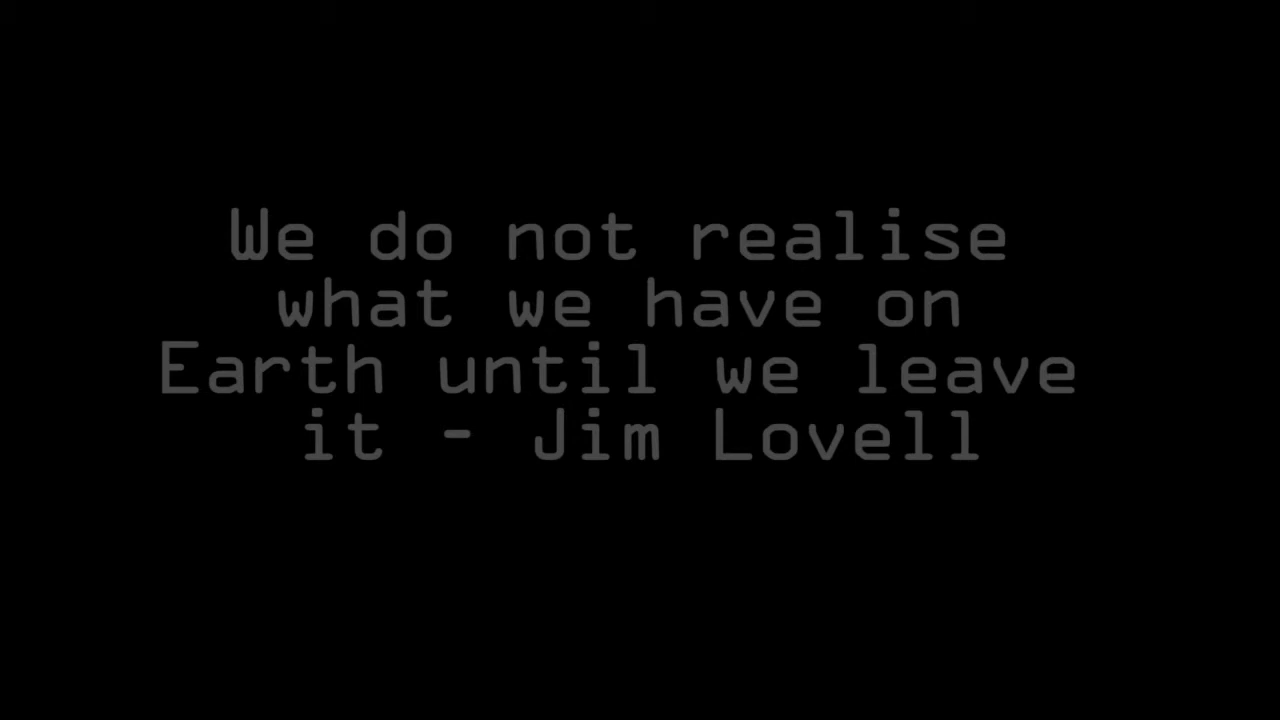 We do not realise
what we have on
Earth until we leave
it - Jim Lovell